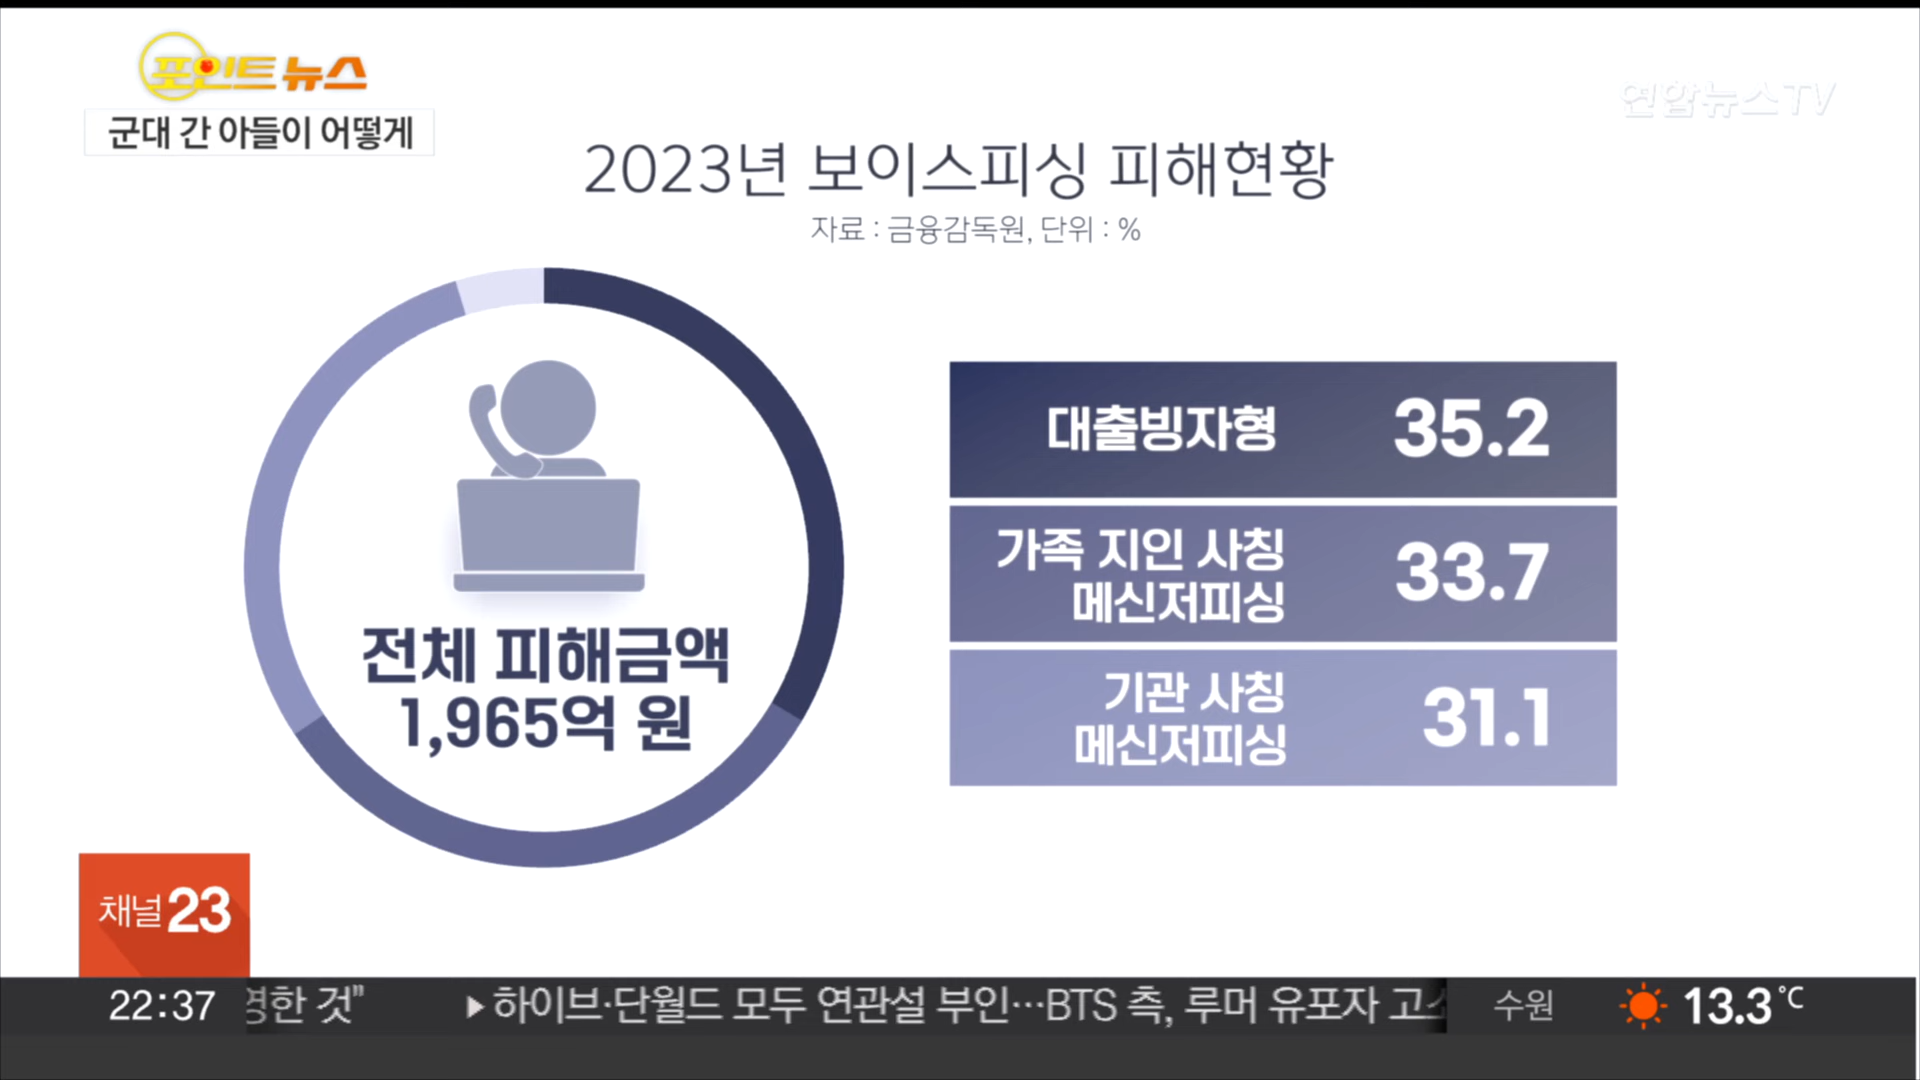 포인트뉴스
연합뉴스TV
군대 간 아들이 어떻게
2023년 보이스피싱 피해현황
자료 : 금융감독원, 단위 : %
대출빙자형 35.2
가족 지인 사칭
메신저피싱 33.7
기관 사칭
메신저피싱 31.1
전체 피해금액
1,965억 원
채널23
22:37 한 것” ▶하이브·단월드 모두 연관설 부인…BTS 측, 루머 유포자 수원 13.3℃